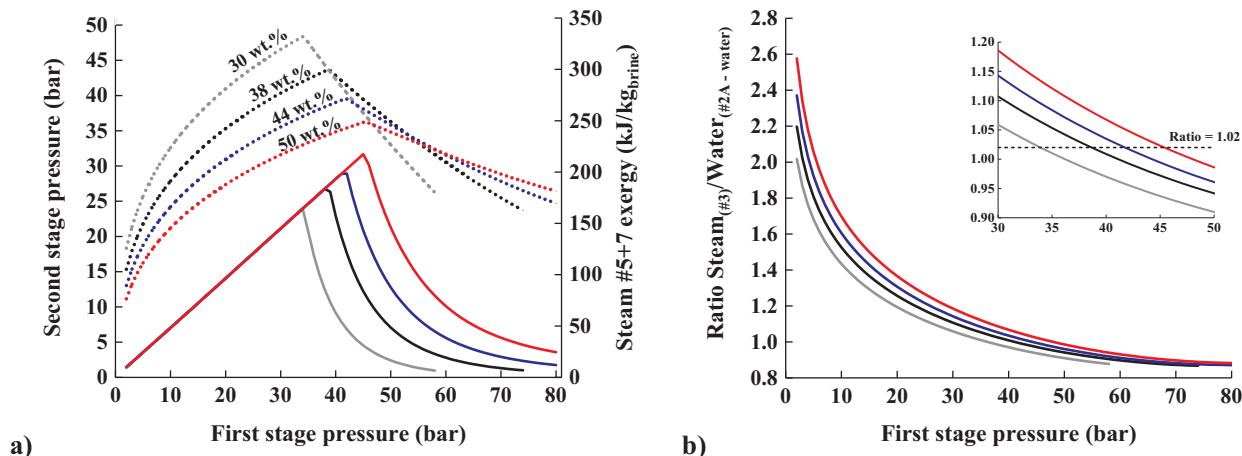 Second stage pressure (bar)
50
45
40
35
30
25
20
15
10
5
0
30 wt.%
38 wt.%
44 wt.%
50 wt.%
350
300
250
200
150
100
50
0
Steam #5+7 exergy (kJ/kgbrine)
0 10 20 30 40 50 60 70 80
First stage pressure (bar)
a)
Ratio Steam(#3)/Water(#2A - water)
2.8
2.6
2.4
2.2
2.0
1.8
1.6
1.4
1.2
1.0
0.8
1.20
1.15
1.10
1.05
1.00
0.95
0.90
Ratio = 1.02
30 35 40 45 50
0 10 20 30 40 50 60 70 80
First stage pressure (bar)
b)